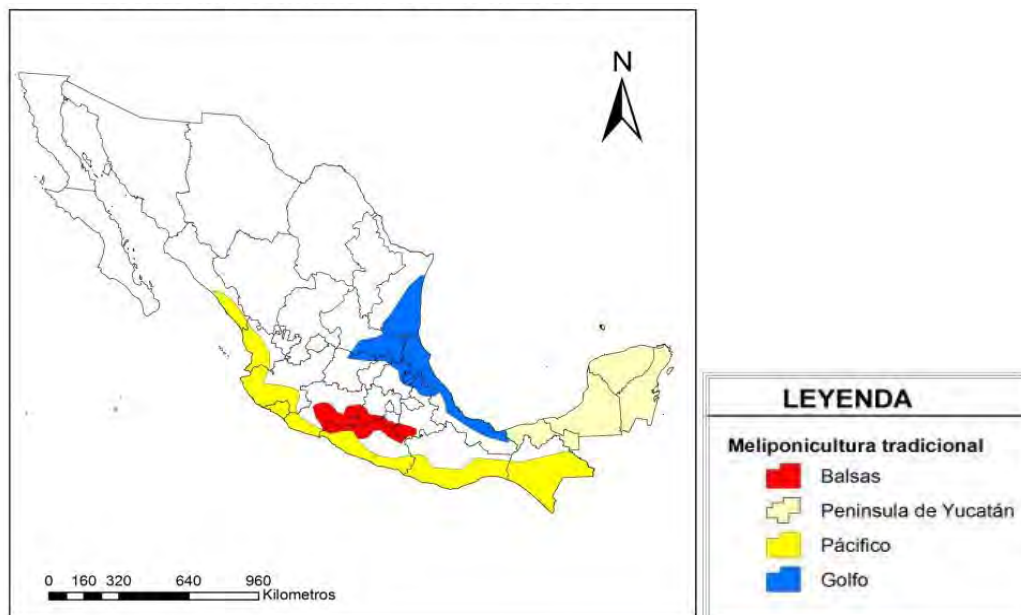 N
0 160 320 640 960
Kilometros
LEYENDA
Meliponicultura tradicional
Balsas
Peninsula de Yucatán
Pácifico
Golfo